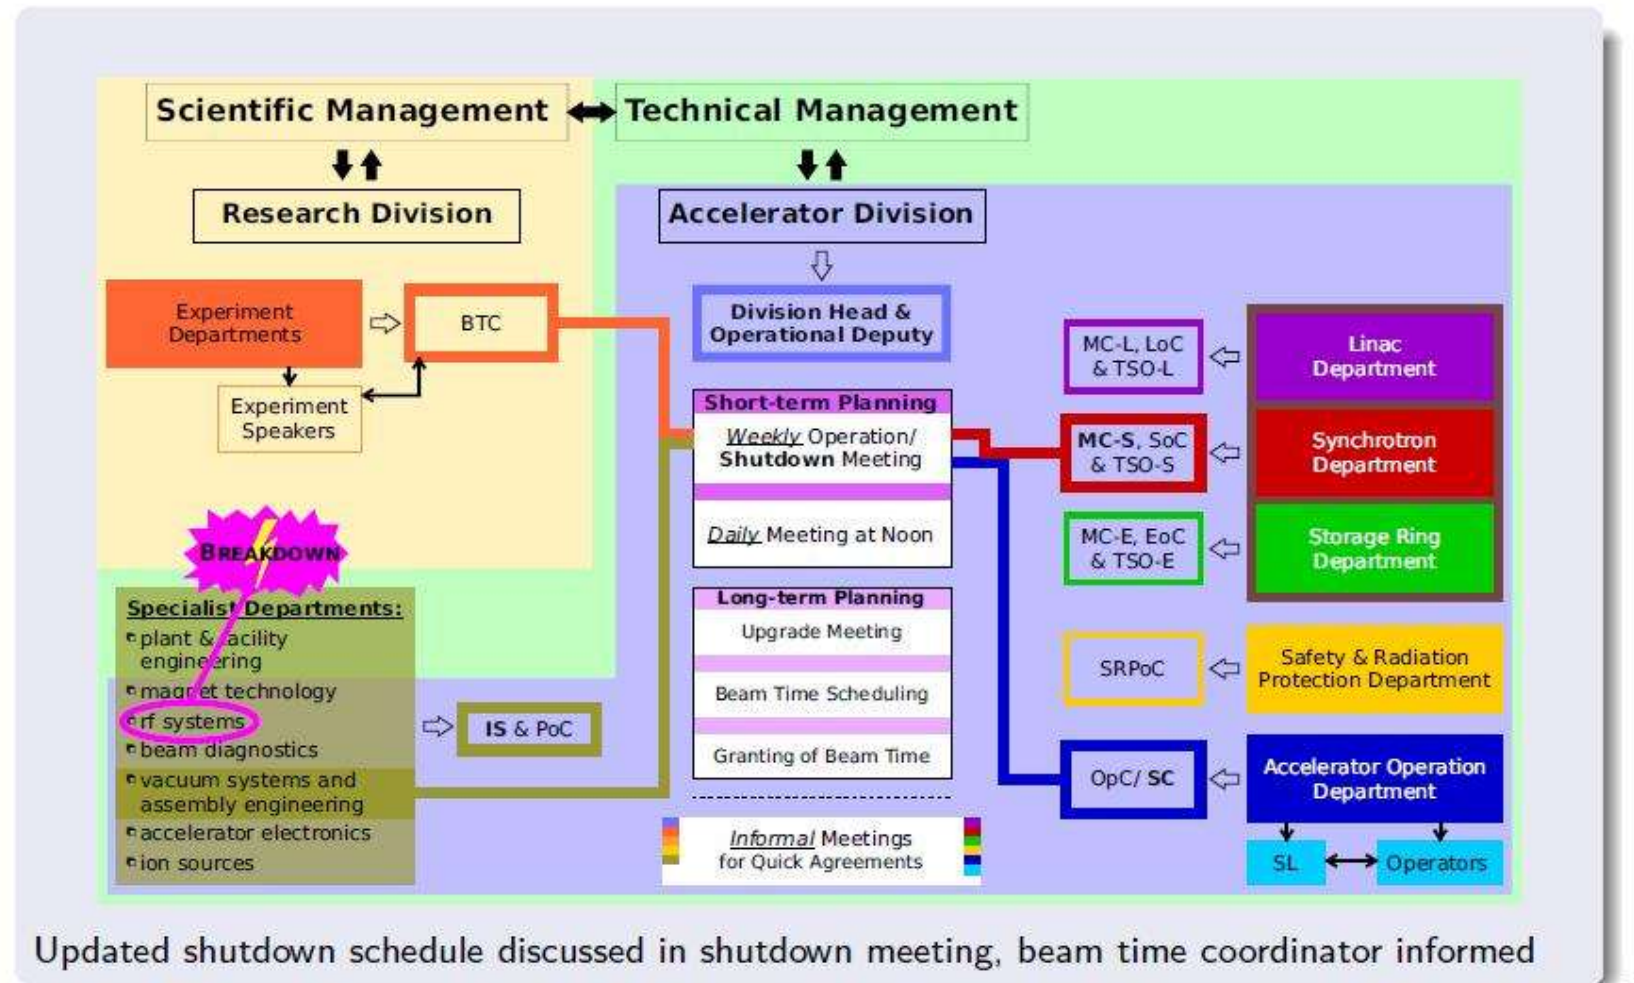 Scientific Management
Technical Management
Research Division
Accelerator Division
Experiment
Departments
BTC
Experiment
Speakers
Division Head &
Operational Deputy
Short-term Planning
Weekly Operation/
Shutdown Meeting
Daily Meeting at Noon
Long-term Planning
Upgrade Meeting
Beam Time Scheduling
Granting of Beam Time
Informal Meetings
for Quick Agreements
MC-L, LoC
& TSO-L
Linac
Department
MC-S, SoC
& TSO-S
Synchrotron
Department
MC-E, EoC
& TSO-E
Storage Ring
Department
SRPoC
Safety & Radiation
Protection Department
OpC/ SC
Accelerator Operation
Department
SL
Operators
BREAKDOWN
Specialist Departments:
plant & facility
engineering
magnet technology
rf systems
beam diagnostics
vacuum systems and
assembly engineering
accelerator electronics
ion sources
IS & PoC
Updated shutdown schedule discussed in shutdown meeting, beam time coordinator informed